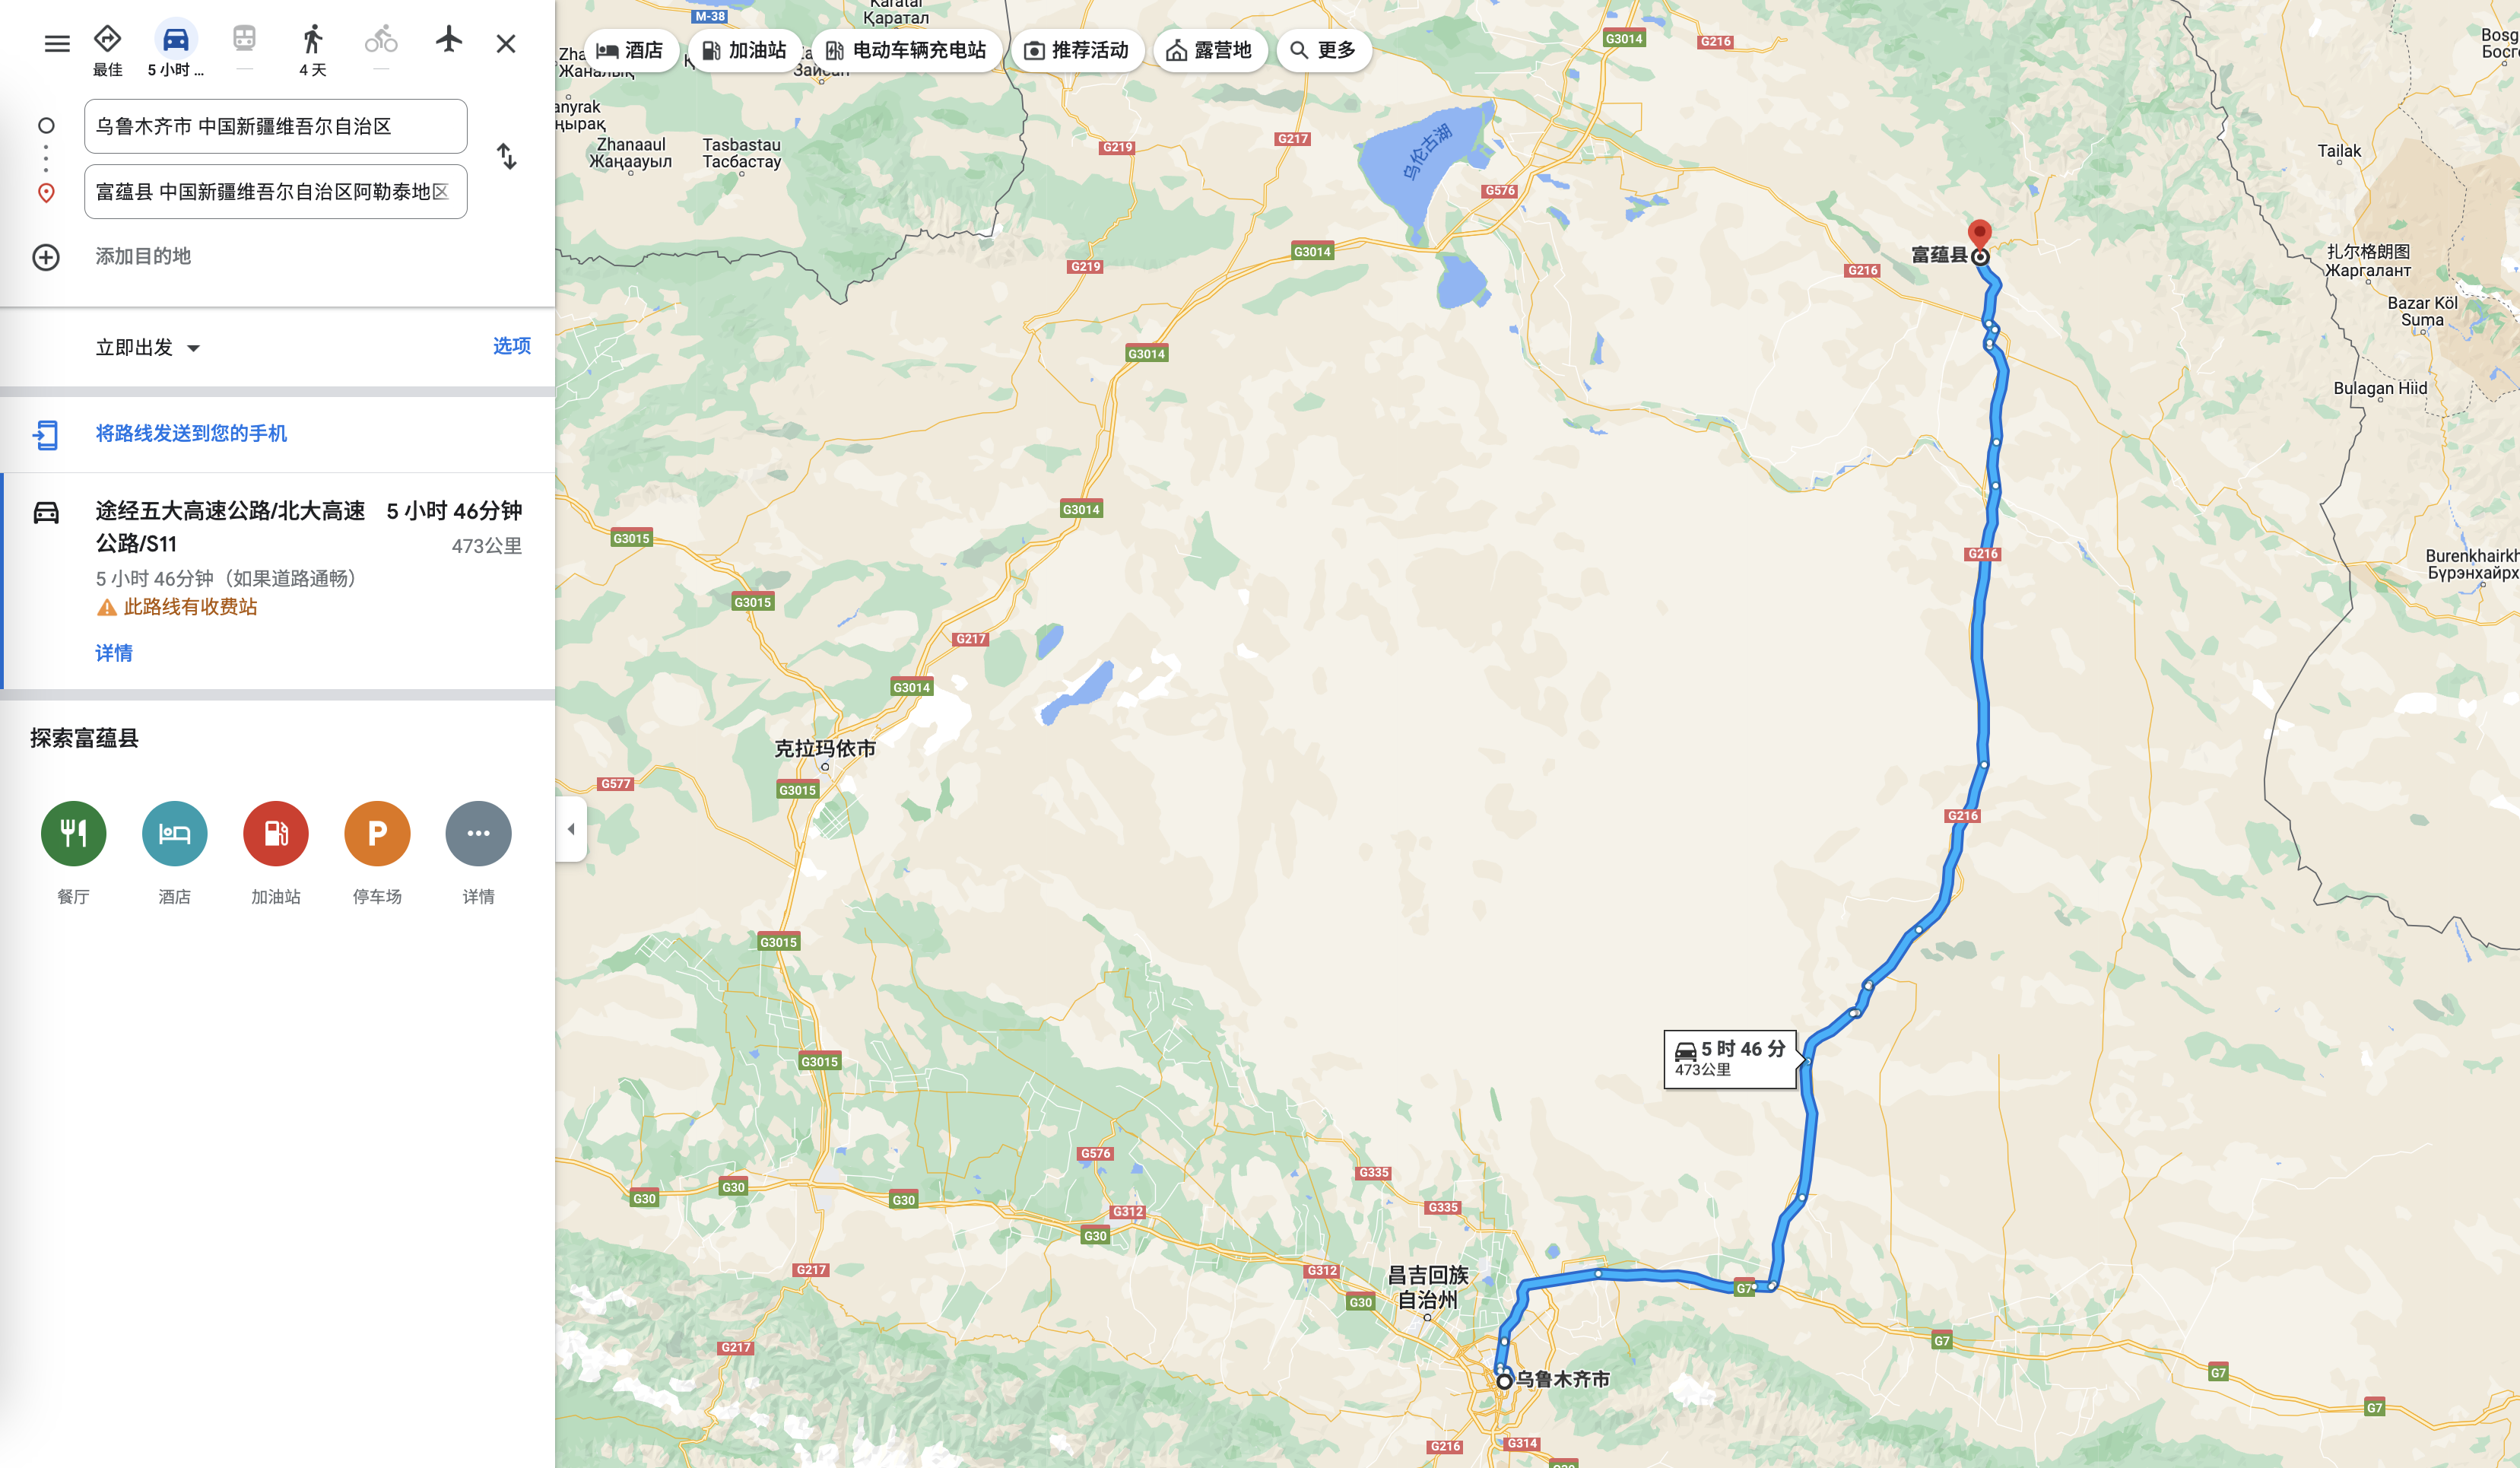 最佳
5 小时 ...
4 天
乌鲁木齐市 中国新疆维吾尔自治区
富蕴县 中国新疆维吾尔自治区阿勒泰地区
添加目的地
立即出发
选项
将路线发送到您的手机
途经五大高速公路/北大高速
公路/S11
5 小时 46分钟
473公里
5 小时 46分钟（如果道路通畅）
此路线有收费站
详情
探索富蕴县
餐厅
酒店
加油站
P
停车场
详情
酒店
加油站
电动车辆充电站
推荐活动
露营地
更多
M-38
Karatal
Каратал
G3014
G216
Zhanaaul
Жаңаауыл
Tasbastau
Тасбастау
G219
G217
乌伦古湖
G576
Tailak
G219
G3014
富蕴县
G216
扎尔格朗图
Жаргалант
Bazar Köl
Suma
G3014
Bulagan Hiid
G3014
G3015
G216
G3015
G217
G3014
克拉玛依市
G577
G3015
G216
G3015
5 时 46 分
473公里
G3015
G576
G335
G30
G30
G30
G312
G335
G30
G217
G312
昌吉回族
自治州
G30
G7
G217
G7
乌鲁木齐市
G7
G7
G216
G314